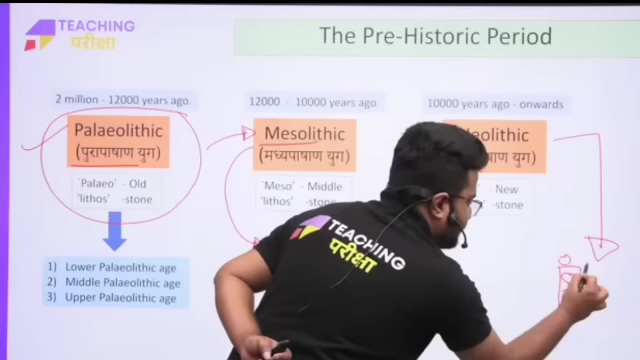 TEACHING
परीक्षा
The Pre-Historic Period
2 million - 12000 years ago.
Palaeolithic
(पुरापाषाण युग)
'Palaeo' - Old
'lithos' -stone
1) Lower Palaeolithic age
2) Middle Palaeolithic age
3) Upper Palaeolithic age
12000 - 10000 years ago.
Mesolithic
(मध्यपाषाण युग)
'Meso' - Middle
'lithos' -stone
10000 years ago - onwards
युग)
- New
-stone
TEACHING
परीक्षा